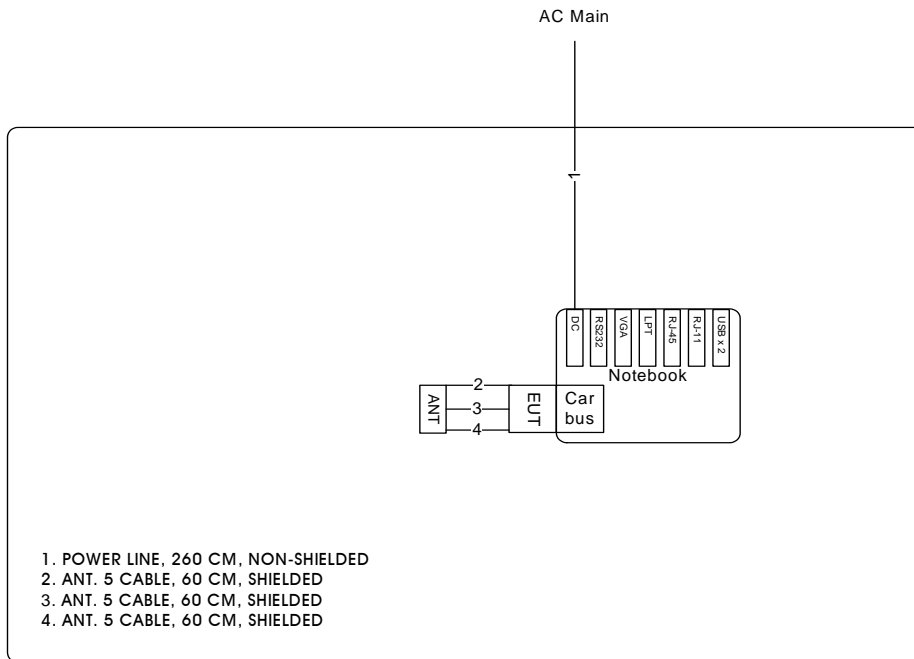 AC Main
1
DC
RS232
VGA
LPT
RJ-45
RJ-11
USB x 2
Notebook
2
3
4
ANT
EUT
Car
bus
1. POWER LINE, 260 CM, NON-SHIELDED
2. ANT. 5 CABLE, 60 CM, SHIELDED
3. ANT. 5 CABLE, 60 CM, SHIELDED
4. ANT. 5 CABLE, 60 CM, SHIELDED